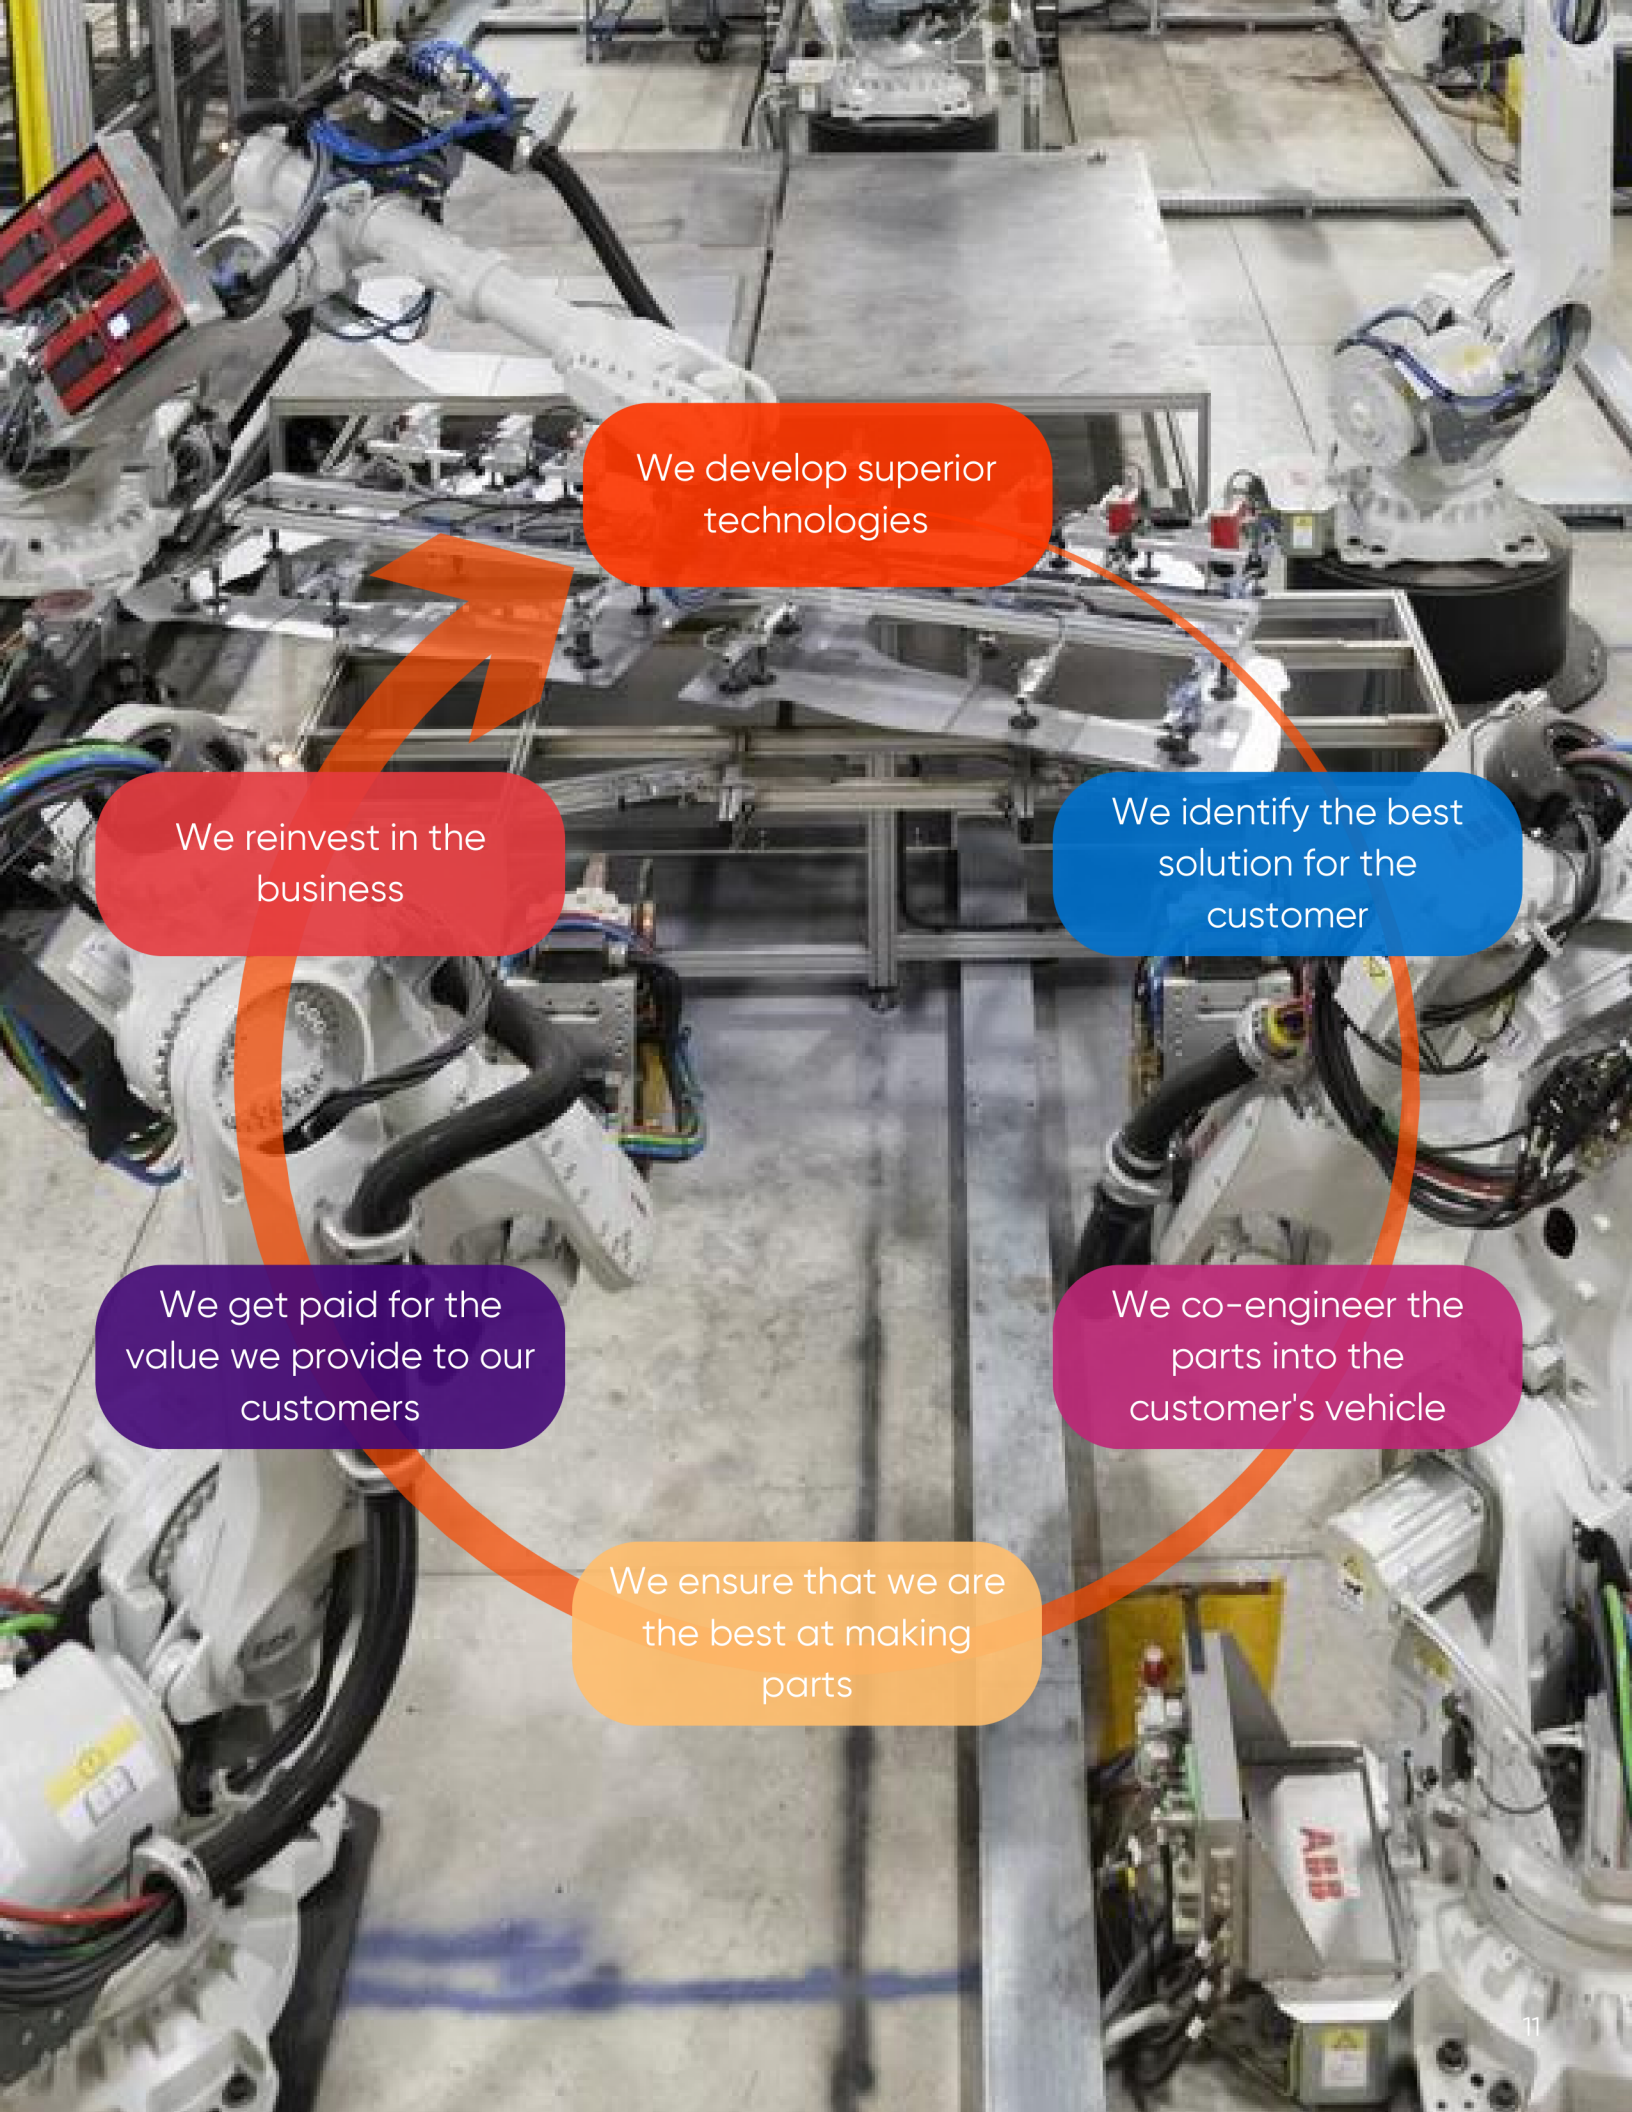 We develop superior
technologies
We identify the best
solution for the
customer
We co-engineer the
parts into the
customer's vehicle
We ensure that we are
the best at making
parts
We get paid for the
value we provide to our
customers
We reinvest in the
business
ABB
11